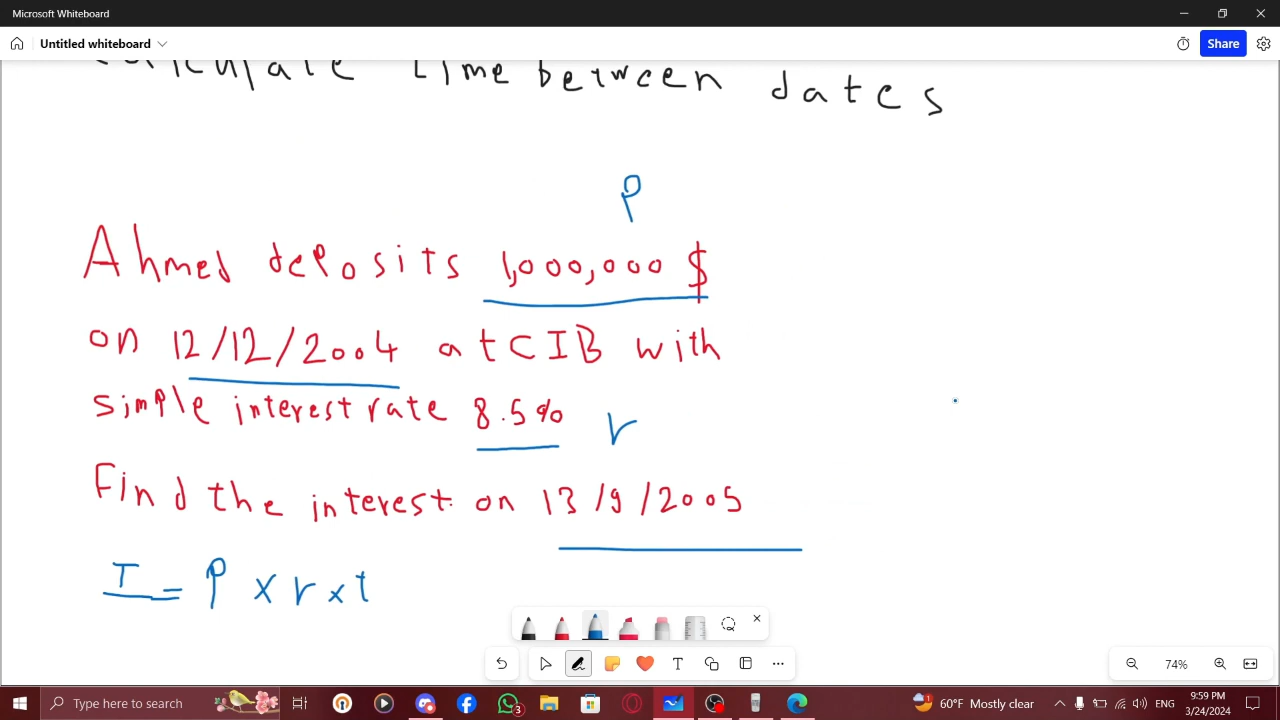 Microsoft Whiteboard
Untitled whiteboard
Share
Calculate time between dates
P
Ahmed deposits 1,000,000 $
on 12/12/2004 at CIB with
simple interest rate 8.5% r
Find the interest on 13/9/2005
I = P x r x t
74%
Type here to search
3
1
60°F Mostly clear
ENG
9:59 PM
3/24/2024